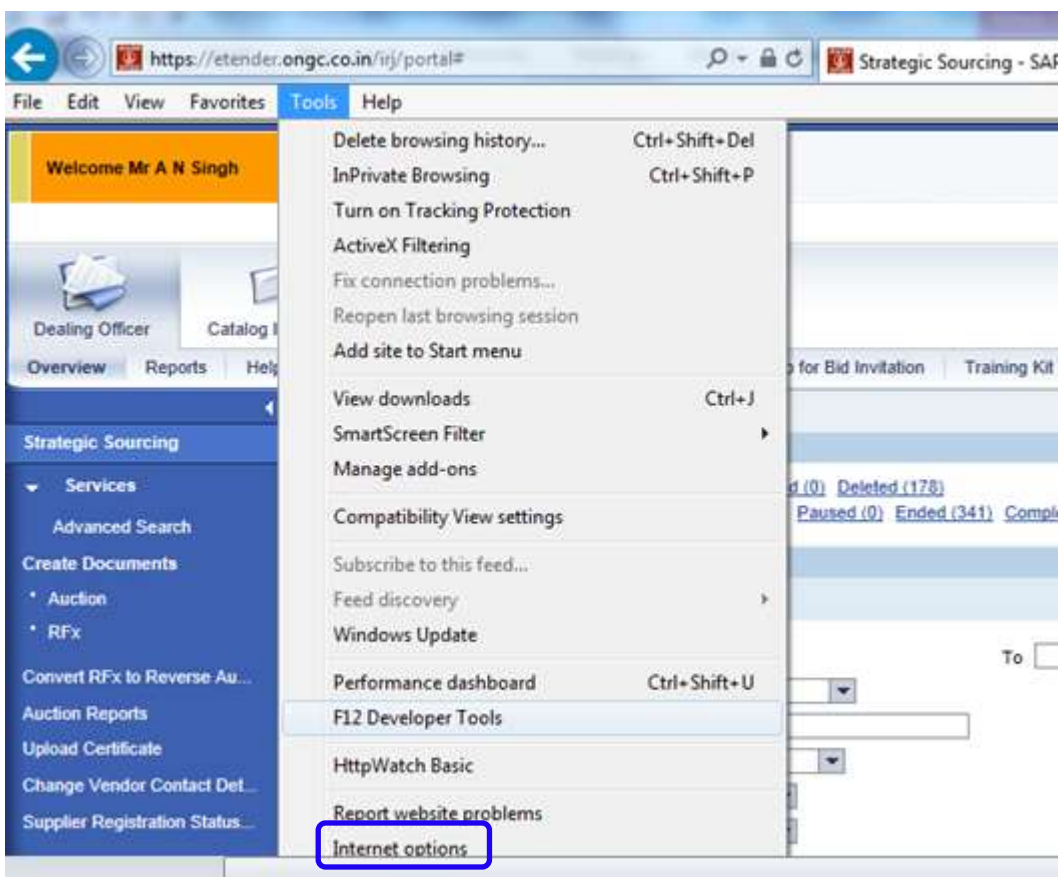 https://etender.ongc.co.in/irj/portal#
Strategic Sourcing - SAP
File Edit View Favorites Tools Help
Welcome Mr A N Singh
Delete browsing history... Ctrl+Shift+Del
InPrivate Browsing Ctrl+Shift+P
Turn on Tracking Protection
ActiveX Filtering
Fix connection problems...
Reopen last browsing session
Add site to Start menu
View downloads Ctrl+J
SmartScreen Filter
Manage add-ons
Compatibility View settings
Subscribe to this feed...
Feed discovery
Windows Update
Performance dashboard Ctrl+Shift+U
F12 Developer Tools
HttpWatch Basic
Report website problems
Internet options
Dealing Officer Catalog
Overview Reports Help
for Bid Invitation Training Kit
Strategic Sourcing
Services
Advanced Search
Create Documents
Auction
RFx
Convert RFx to Reverse Au...
Auction Reports
Upload Certificate
Change Vendor Contact Det...
Supplier Registration Status...
(0) Deleted (178)
Paused (0) Ended (341)
To